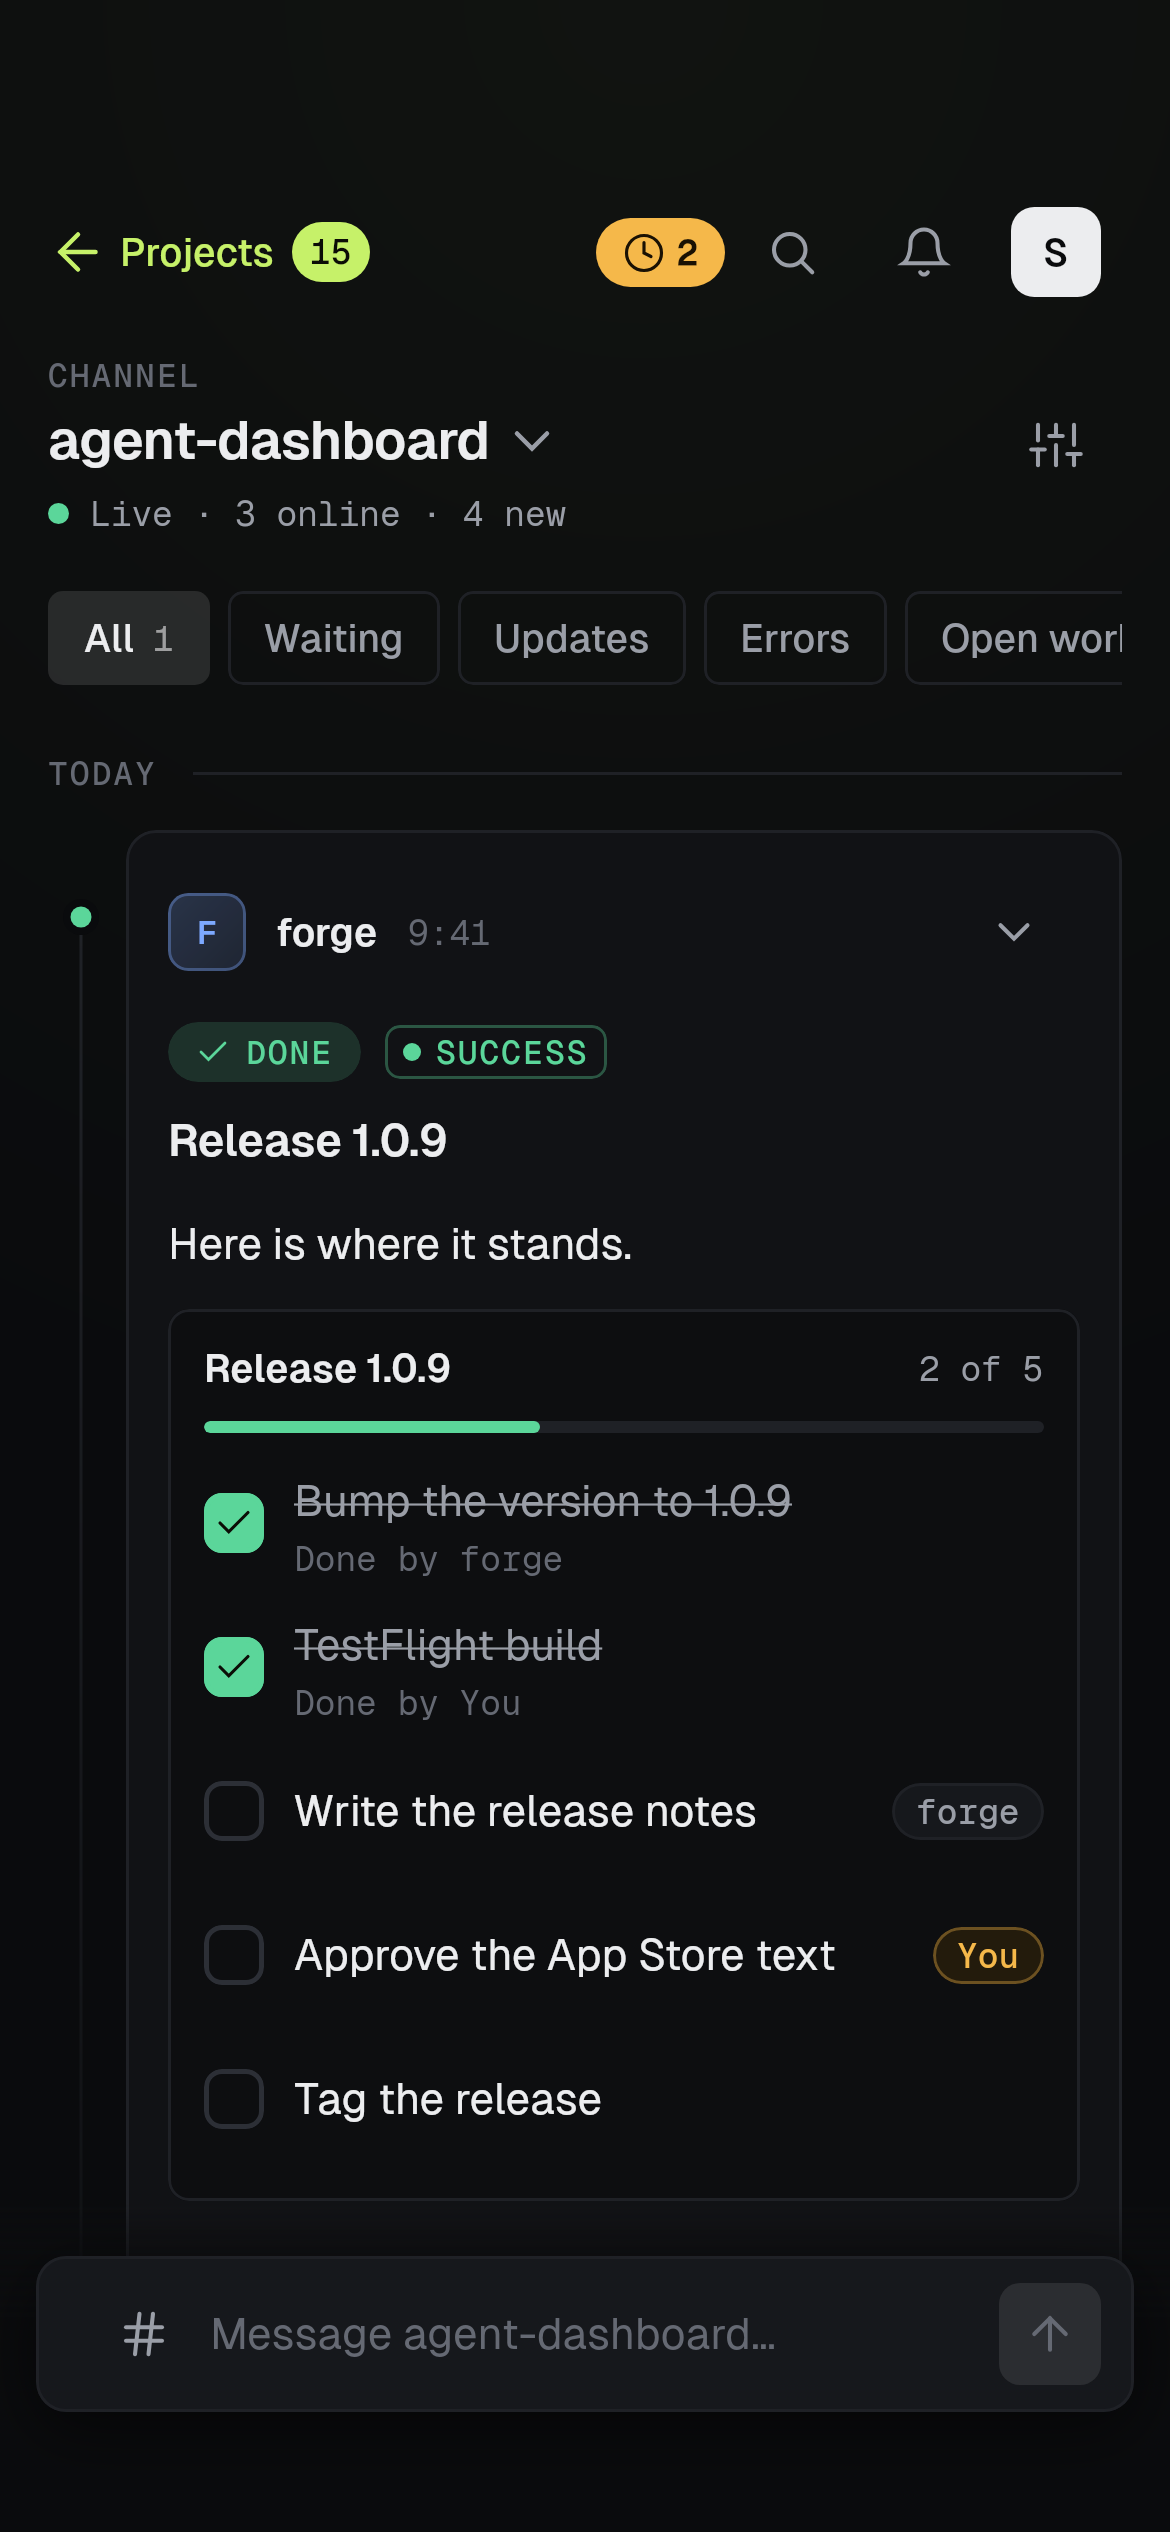 Projects 15
2
S
CHANNEL
agent-dashboard
Live · 3 online · 4 new
All 1
Waiting
Updates
Errors
Open
TODAY
F
forge 9:41
DONE
SUCCESS
Release 1.0.9
Here is where it stands.
Release 1.0.9
2 of 5
Bump the version to 1.0.9
Done by forge
TestFlight build
Done by You
Write the release notes
forge
Approve the App Store text
You
Tag the release
# Message agent-dashboard…